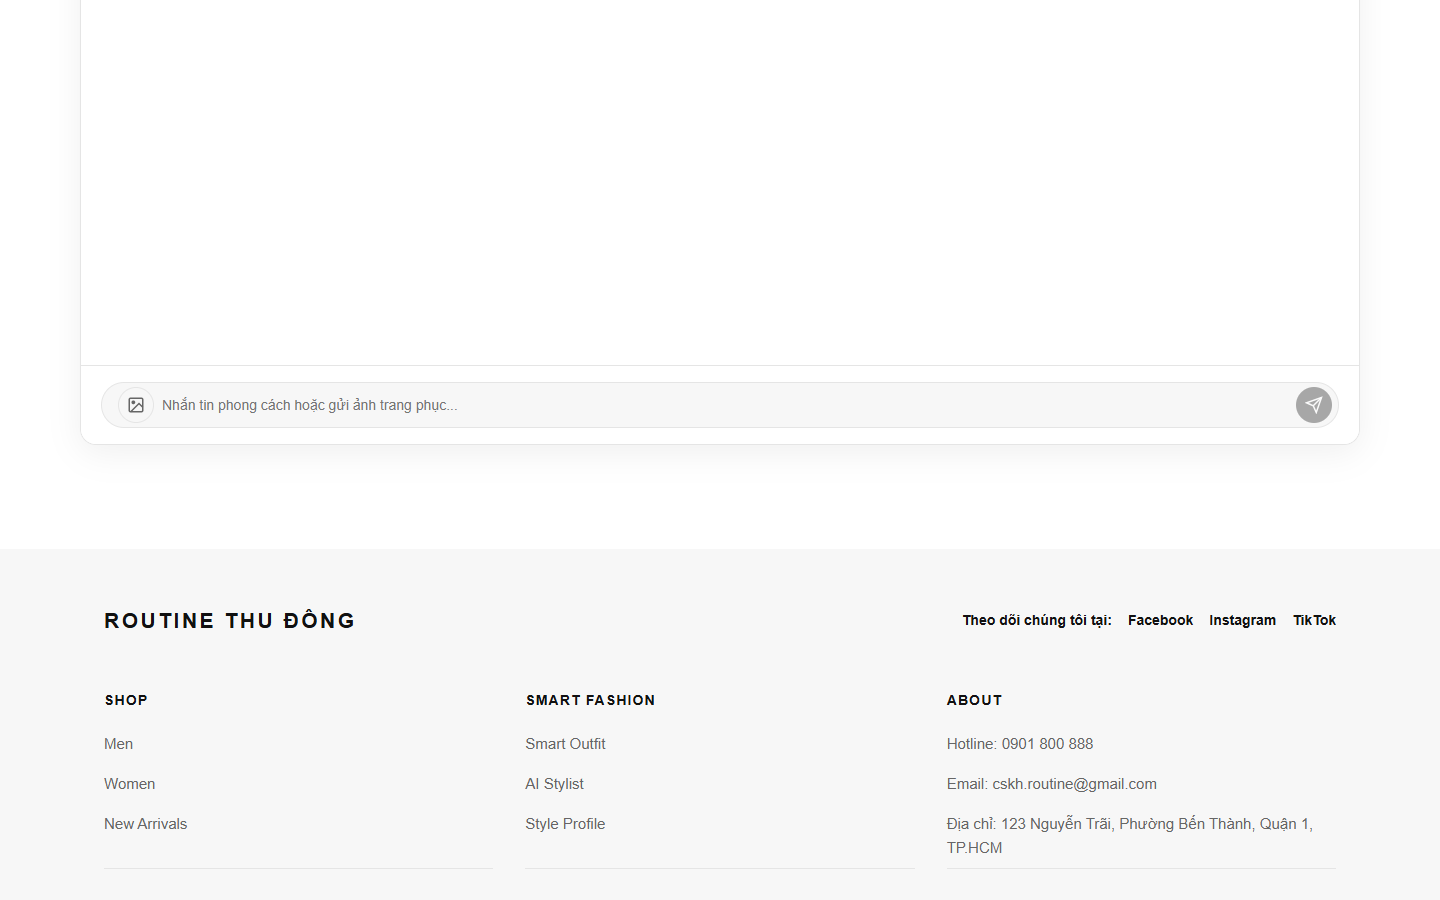 Nhắn tin phong cách hoặc gửi ảnh trang phục...
ROUTINE THU ĐÔNG
Theo dõi chúng tôi tại: Facebook Instagram TikTok
SHOP
Men
Women
New Arrivals
SMART FASHION
Smart Outfit
AI Stylist
Style Profile
ABOUT
Hotline: 0901 800 888
Email: cskh.routine@gmail.com
Địa chỉ: 123 Nguyễn Trãi, Phường Bến Thành, Quận 1,
TP.HCM